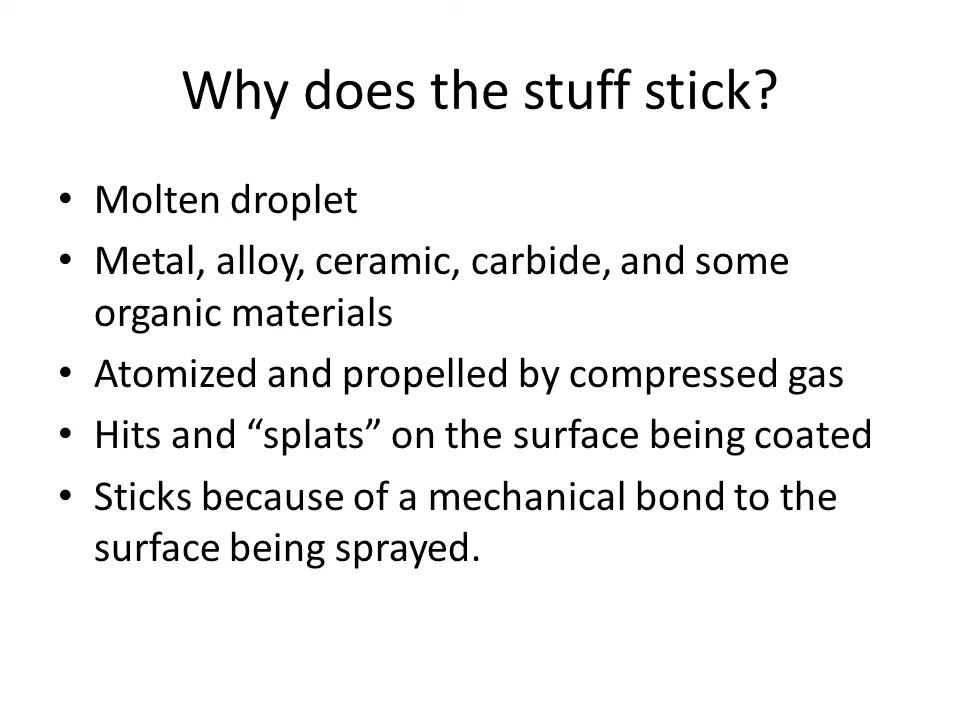 Why does the stuff stick?
• Molten droplet
• Metal, alloy, ceramic, carbide, and some
organic materials
• Atomized and propelled by compressed gas
• Hits and “splats” on the surface being coated
• Sticks because of a mechanical bond to the
surface being sprayed.